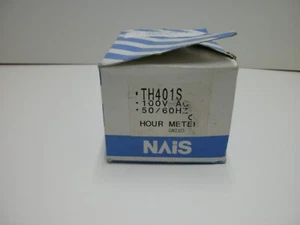 ·TH401S
·100V AC
·50/60HZ
C
HOUR METER
NAiS